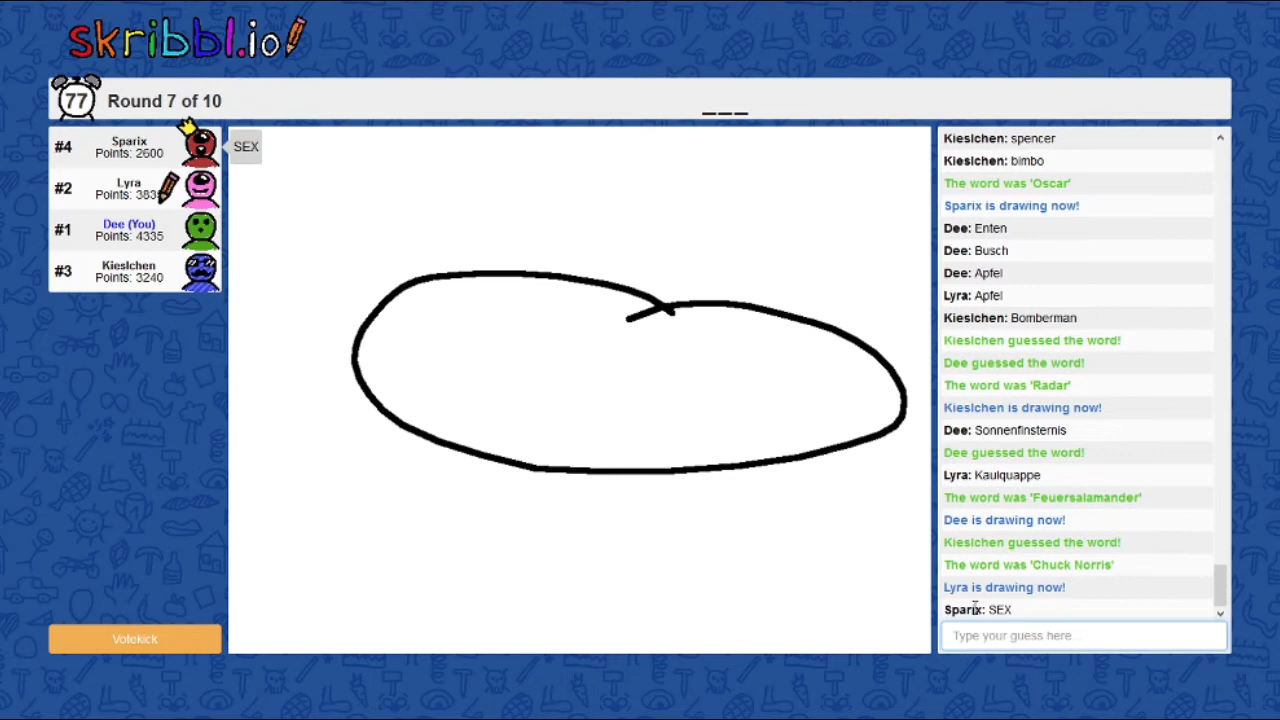 skribbl.io
77
Round 7 of 10
_ _ _
#4
Sparix
Points: 2600
SEX
#2
Lyra
Points: 3835
#1
Dee (You)
Points: 4335
#3
Kieslchen
Points: 3240
Votekick
Kieslchen: spencer
Kieslchen: bimbo
The word was 'Oscar'
Sparix is drawing now!
Dee: Enten
Dee: Busch
Dee: Apfel
Lyra: Apfel
Kieslchen: Bomberman
Kieslchen guessed the word!
Dee guessed the word!
The word was 'Radar'
Kieslchen is drawing now!
Dee: Sonnenfinsternis
Dee guessed the word!
Lyra: Kaulquappe
The word was 'Feuersalamander'
Dee is drawing now!
Kieslchen guessed the word!
The word was 'Chuck Norris'
Lyra is drawing now!
Sparix: SEX
Type your guess here...